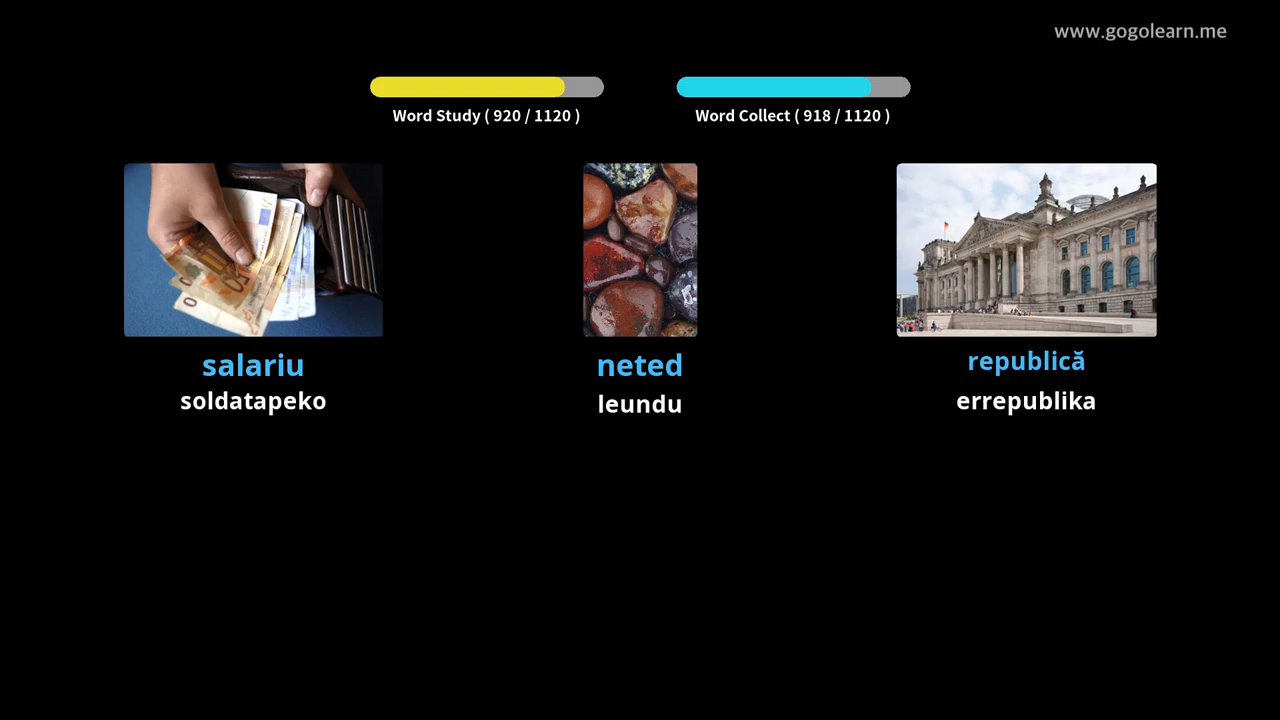 www.gogolearn.me
Word Study ( 920 / 1120 )
Word Collect ( 918 / 1120 )
salariu
neted
republică
soldatapeko
leundu
errepublika